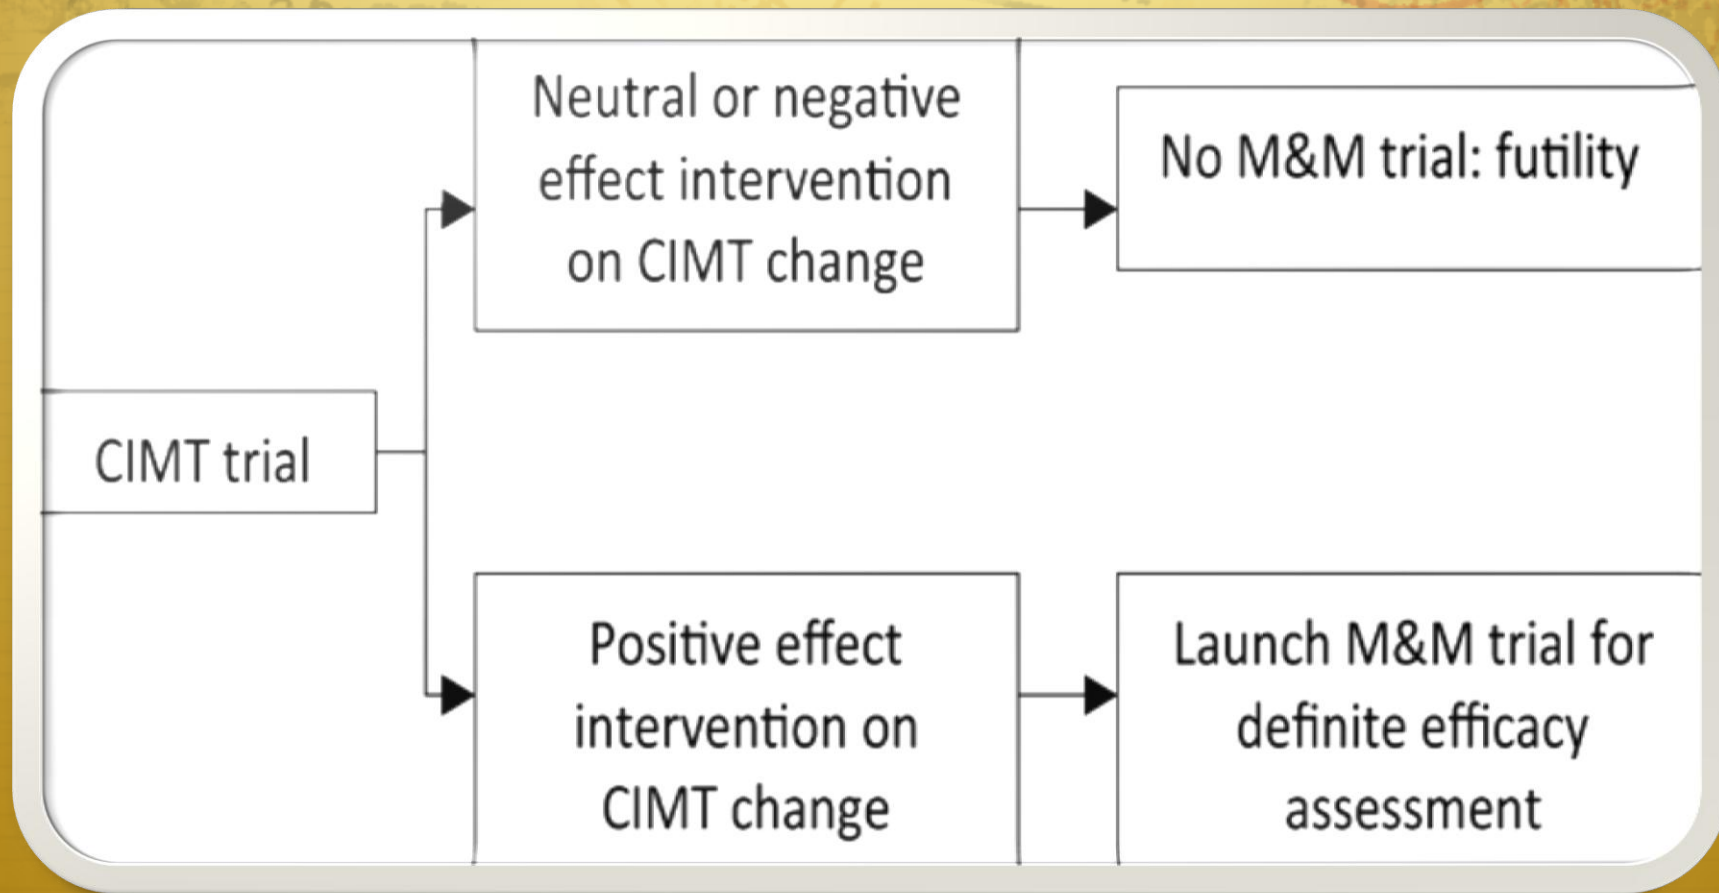 Neutral or negative
effect intervention
on CIMT change
No M&M trial: futility
CIMT trial
Positive effect
intervention on
CIMT change
Launch M&M trial for
definite efficacy
assessment